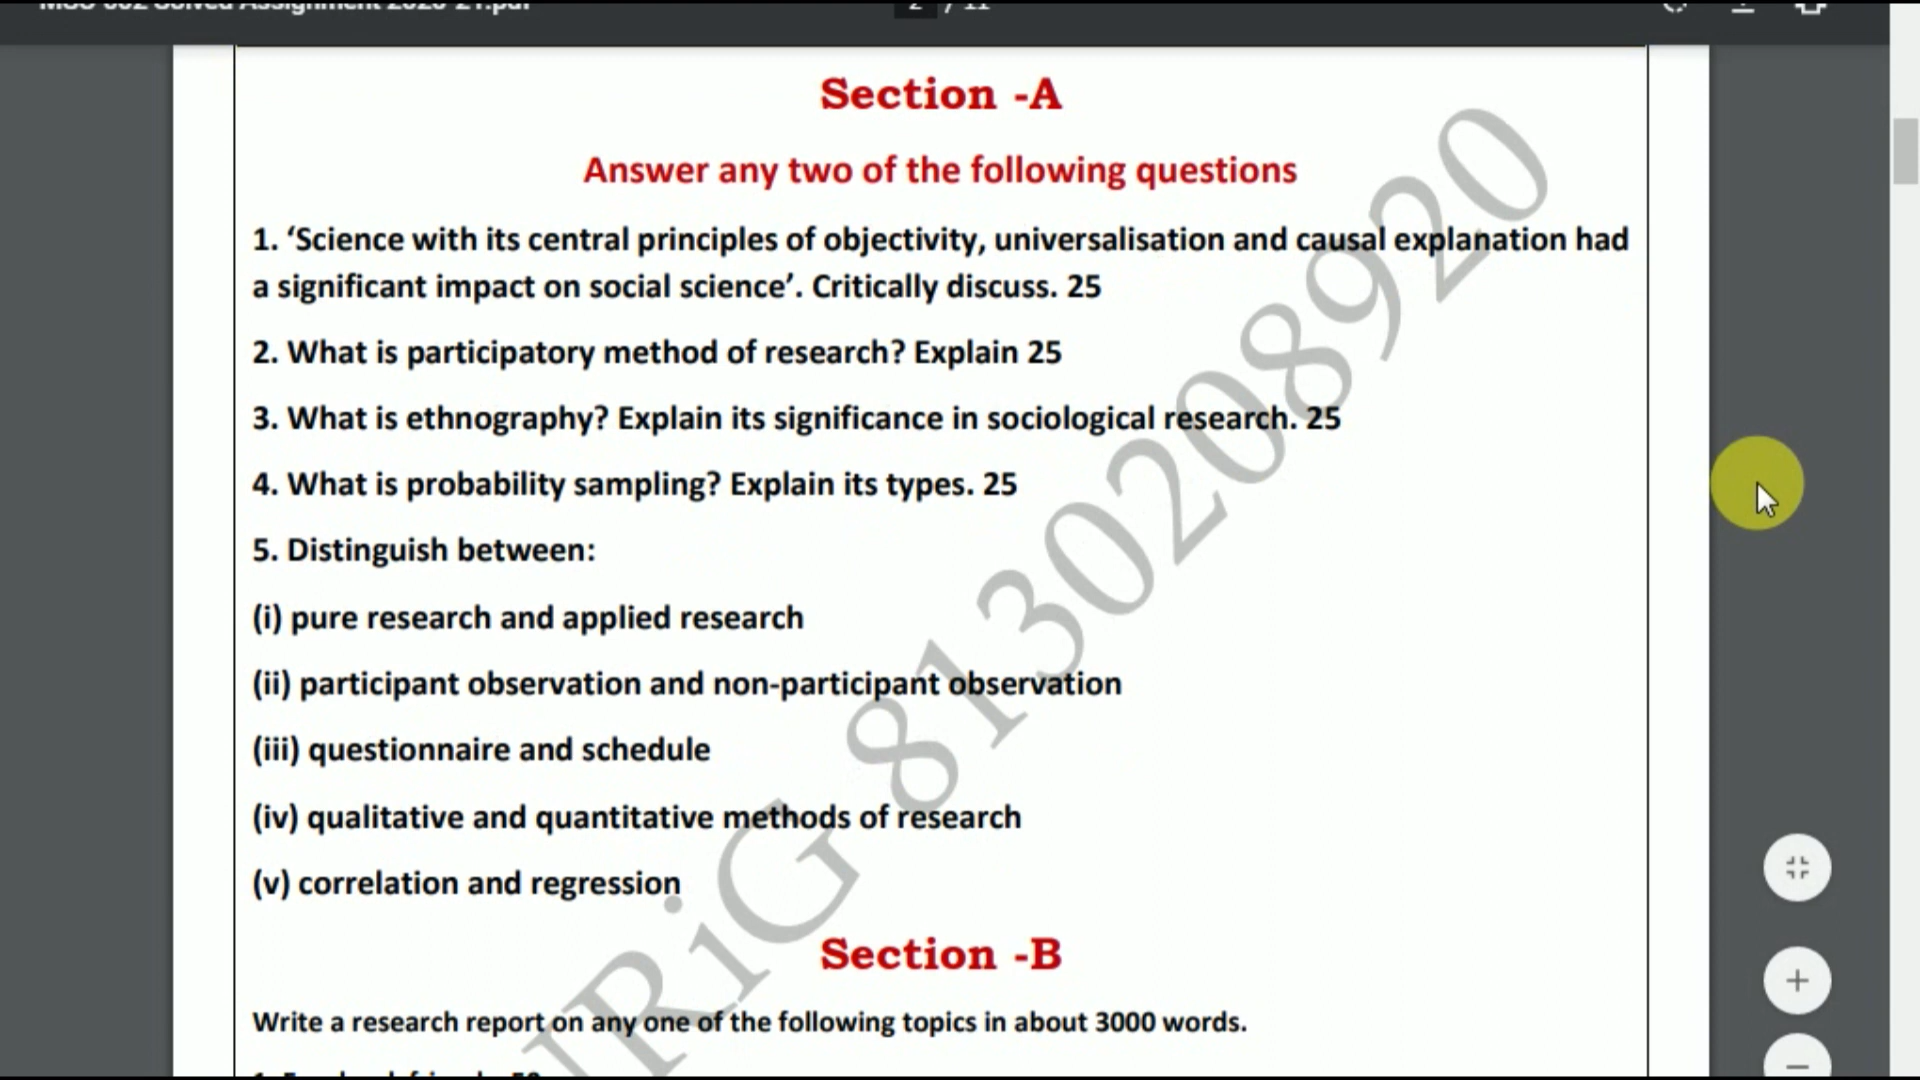 2 / 11
Section -A
Answer any two of the following questions
1. ‘Science with its central principles of objectivity, universalisation and causal explanation had
a significant impact on social science’. Critically discuss. 25
2. What is participatory method of research? Explain 25
3. What is ethnography? Explain its significance in sociological research. 25
4. What is probability sampling? Explain its types. 25
5. Distinguish between:
(i) pure research and applied research
(ii) participant observation and non-participant observation
(iii) questionnaire and schedule
(iv) qualitative and quantitative methods of research
(v) correlation and regression
Section -B
Write a research report on any one of the following topics in about 3000 words.
8130208920